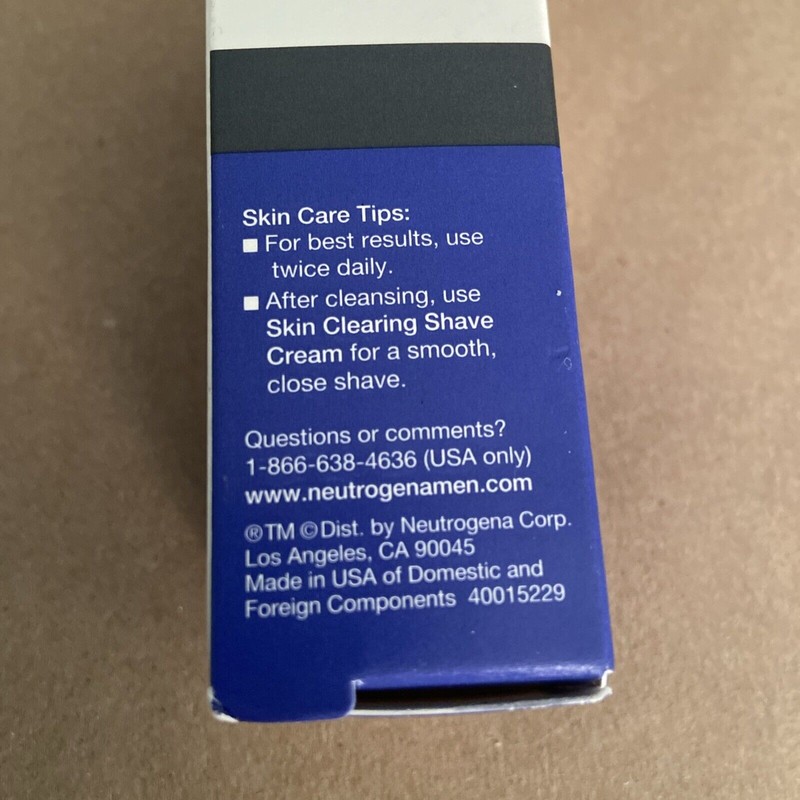 Skin Care Tips:
■ For best results, use
twice daily.
■ After cleansing, use
Skin Clearing Shave
Cream for a smooth,
close shave.
Questions or comments?
1-866-638-4636 (USA only)
www.neutrogenamen.com
®TM ©Dist. by Neutrogena Corp.
Los Angeles, CA 90045
Made in USA of Domestic and
Foreign Components 40015229